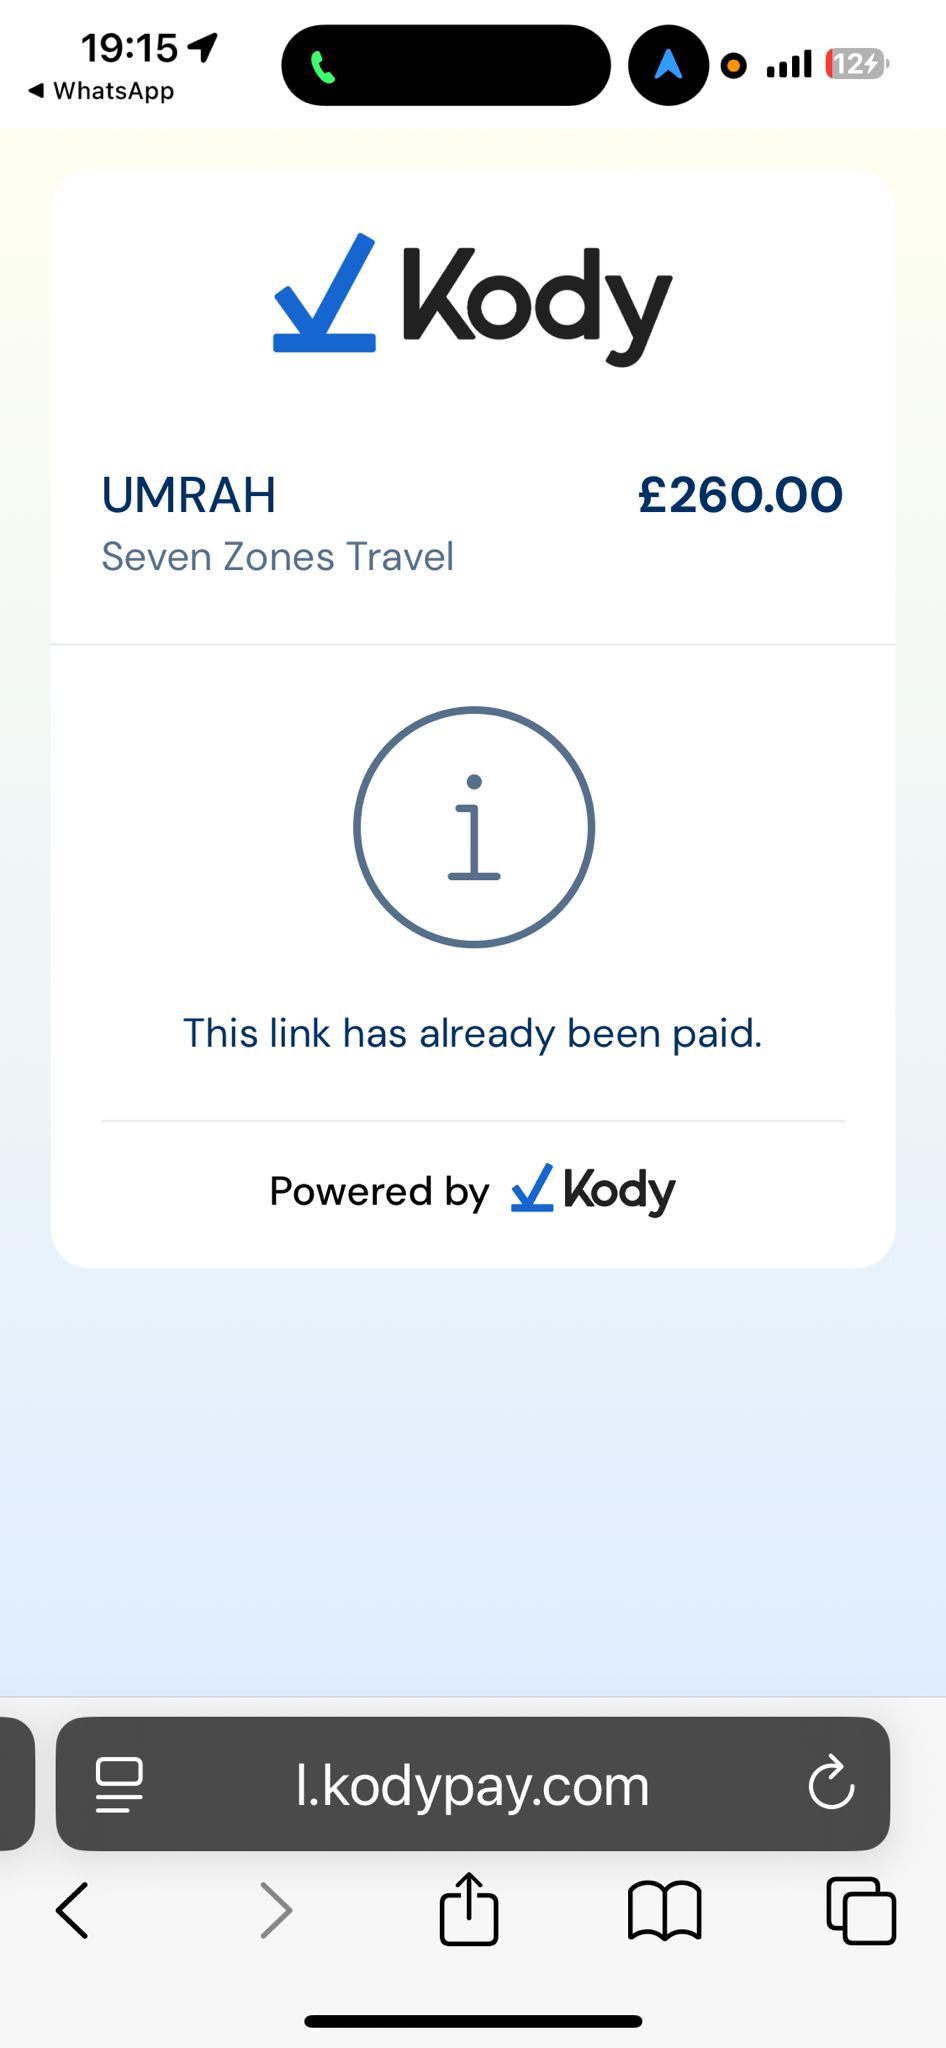 19:15
WhatsApp
12
Kody
UMRAH £260.00
Seven Zones Travel
This link has already been paid.
Powered by Kody
l.kodypay.com